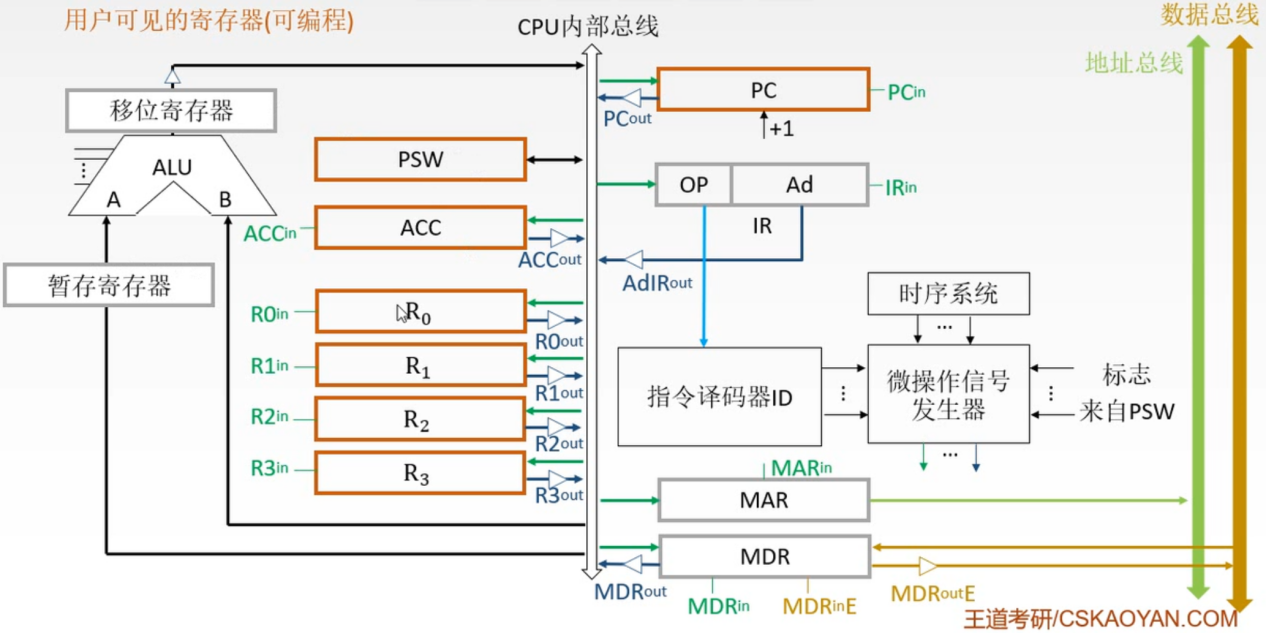 用户可见的寄存器(可编程)
CPU内部总线
数据总线
地址总线
移位寄存器
ALU
A
B
暂存寄存器
PSW
ACC
ACCin
ACCout
R0
R0in
R0out
R1
R1in
R1out
R2
R2in
R2out
R3
R3in
R3out
PC
PCin
PCout
+1
OP
Ad
IRin
IR
AdIRout
时序系统
...
指令译码器ID
⋮
微操作信号
发生器
⋮
标志
来自PSW
...
MARin
MAR
MDR
MDRout
MDRin
MDRinE
MDRoutE
王道考研/CSKAOYAN.COM